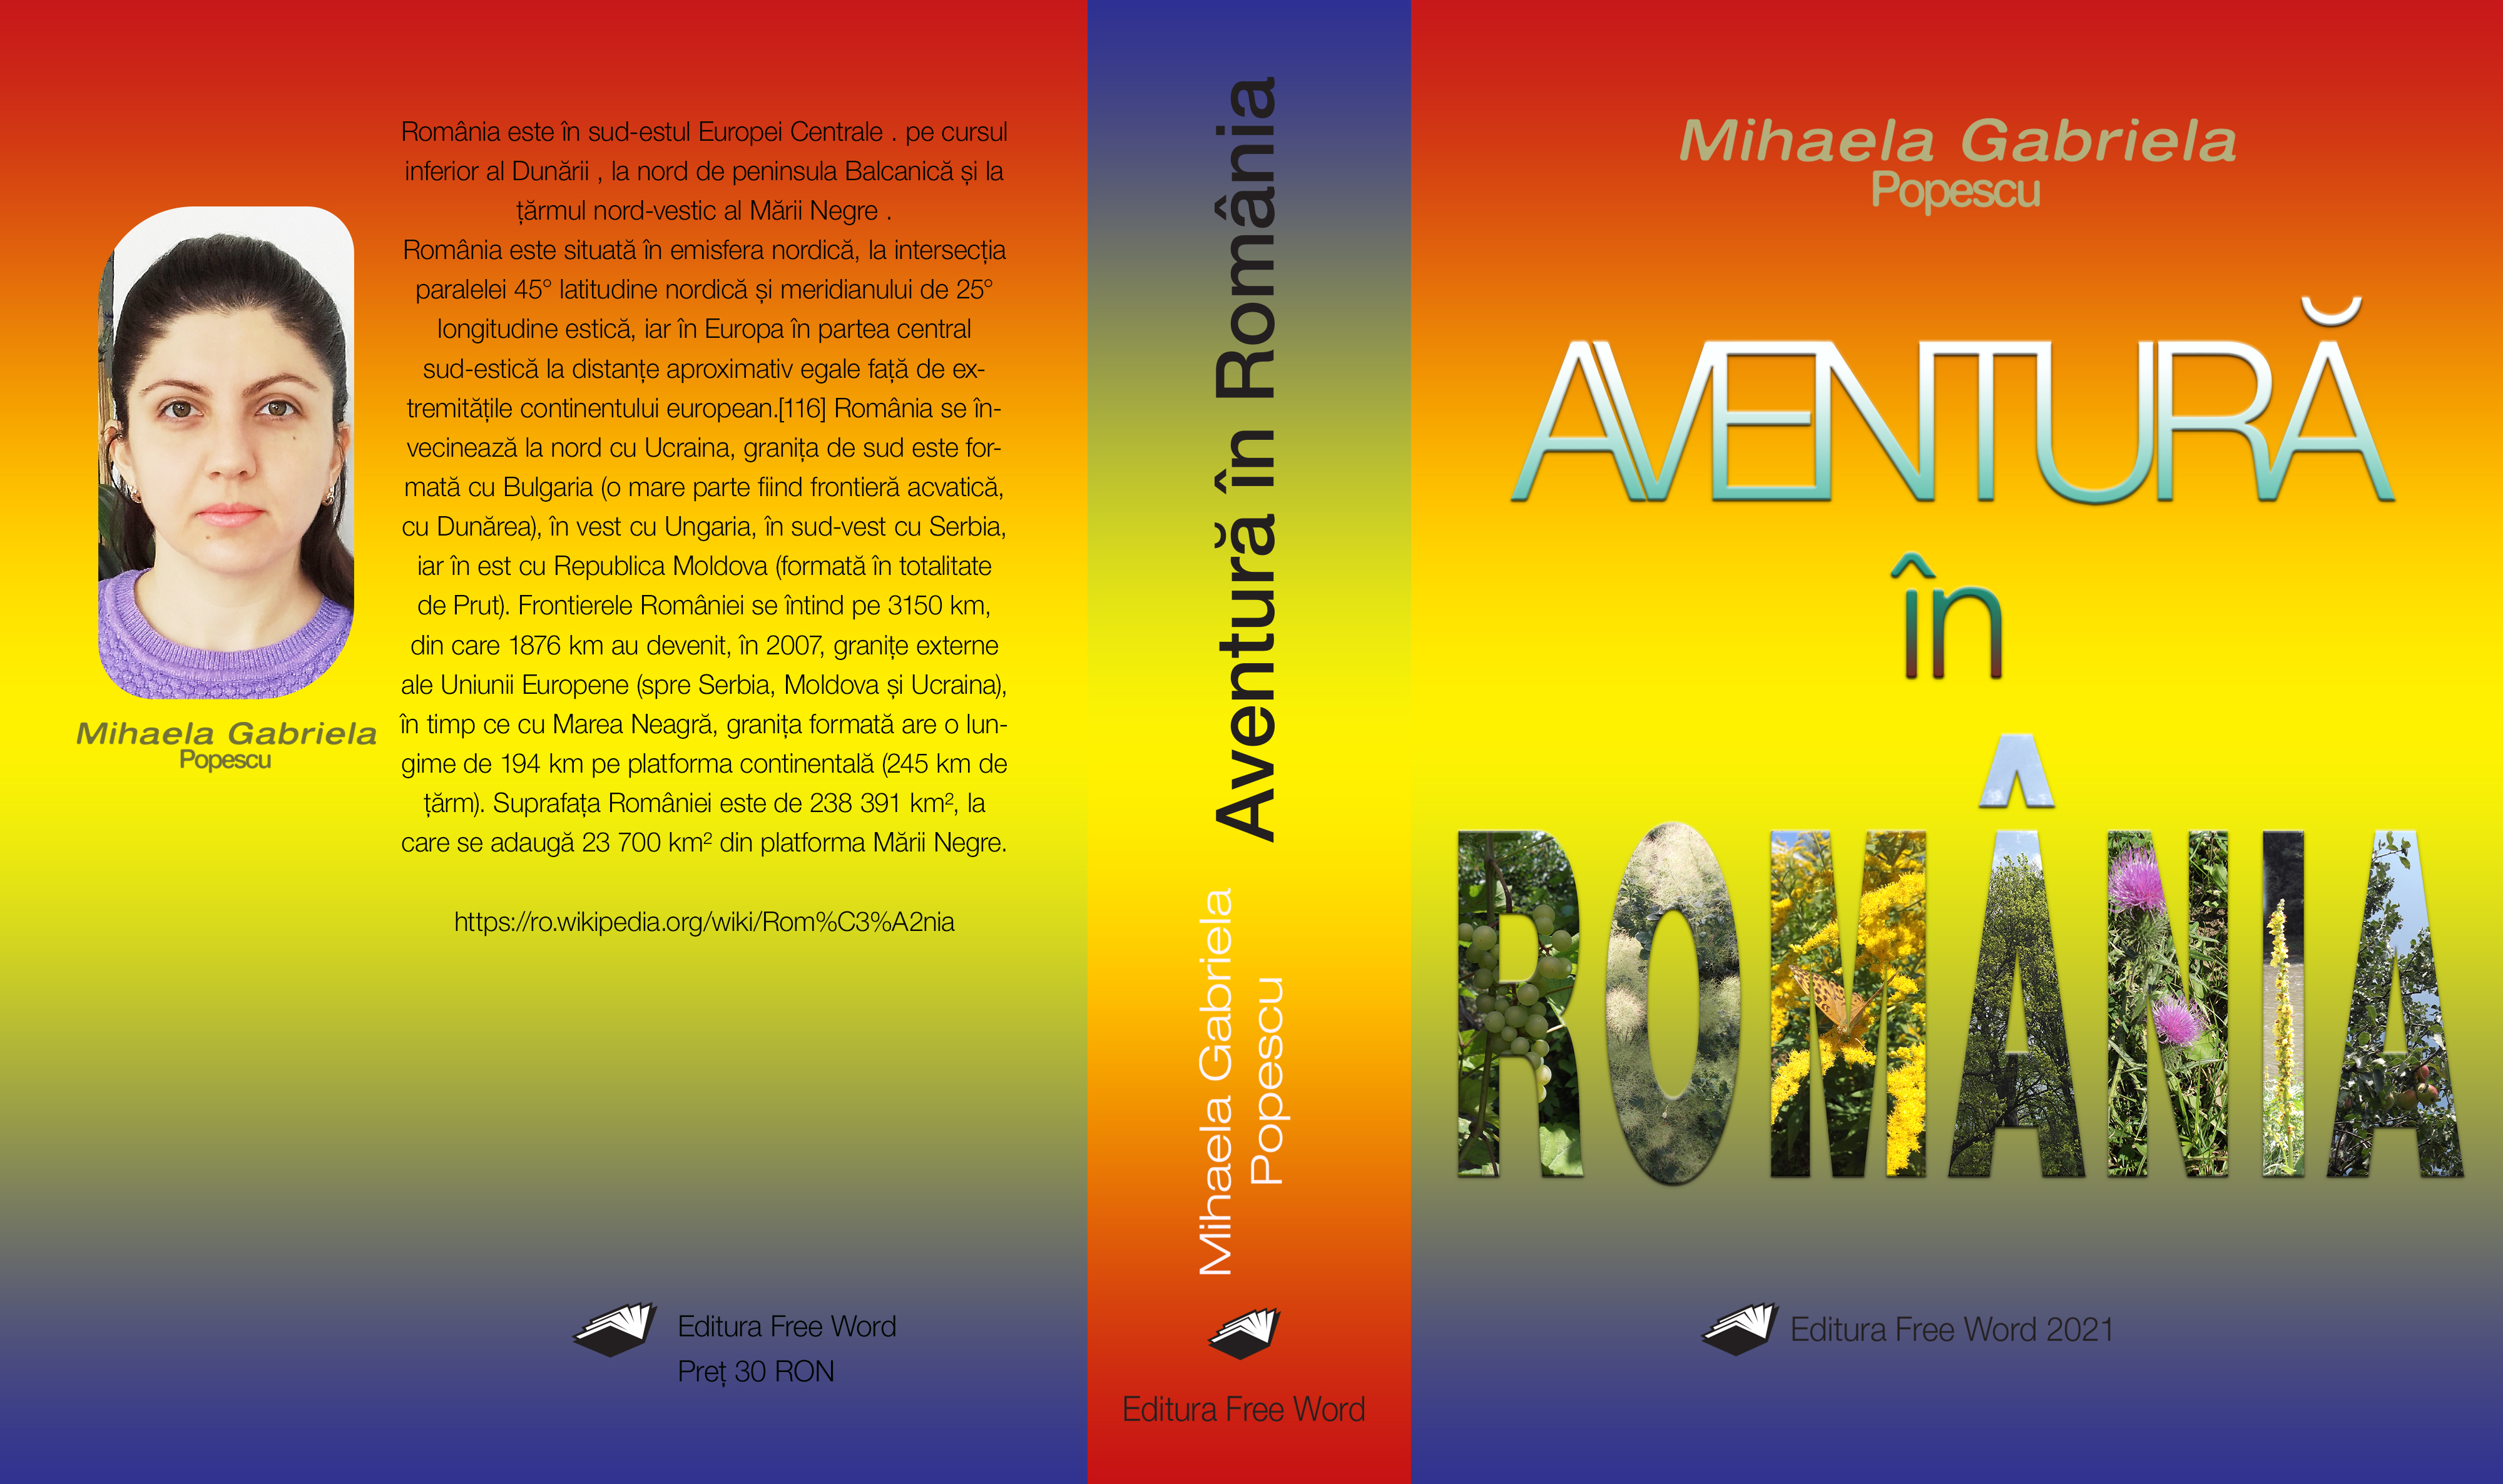 România este în sud-estul Europei Centrale . pe cursul
inferior al Dunării , la nord de peninsula Balcanică și la
țărmul nord-vestic al Mării Negre .
România este situată în emisfera nordică, la intersecția
paralelei 45° latitudine nordică și meridianului de 25°
longitudine estică, iar în Europa în partea central
sud-estică la distanțe aproximativ egale față de ex-
tremitățile continentului european.[116] România se în-
vecinează la nord cu Ucraina, granița de sud este for-
mată cu Bulgaria (o mare parte fiind frontieră acvatică,
cu Dunărea), în vest cu Ungaria, în sud-vest cu Serbia,
iar în est cu Republica Moldova (formată în totalitate
de Prut). Frontierele României se întind pe 3150 km,
din care 1876 km au devenit, în 2007, granițe externe
ale Uniunii Europene (spre Serbia, Moldova și Ucraina),
în timp ce cu Marea Neagră, granița formată are o lun-
gime de 194 km pe platforma continentală (245 km de
țărm). Suprafața României este de 238 391 km², la
care se adaugă 23 700 km² din platforma Mării Negre.
https://ro.wikipedia.org/wiki/Rom%C3%A2nia
Mihaela Gabriela
Popescu
Editura Free Word
Preț 30 RON
Aventură în România
Mihaela Gabriela
Popescu
Editura Free Word
Mihaela Gabriela
Popescu
AVENTURĂ
în
ROMÂNIA
Editura Free Word 2021